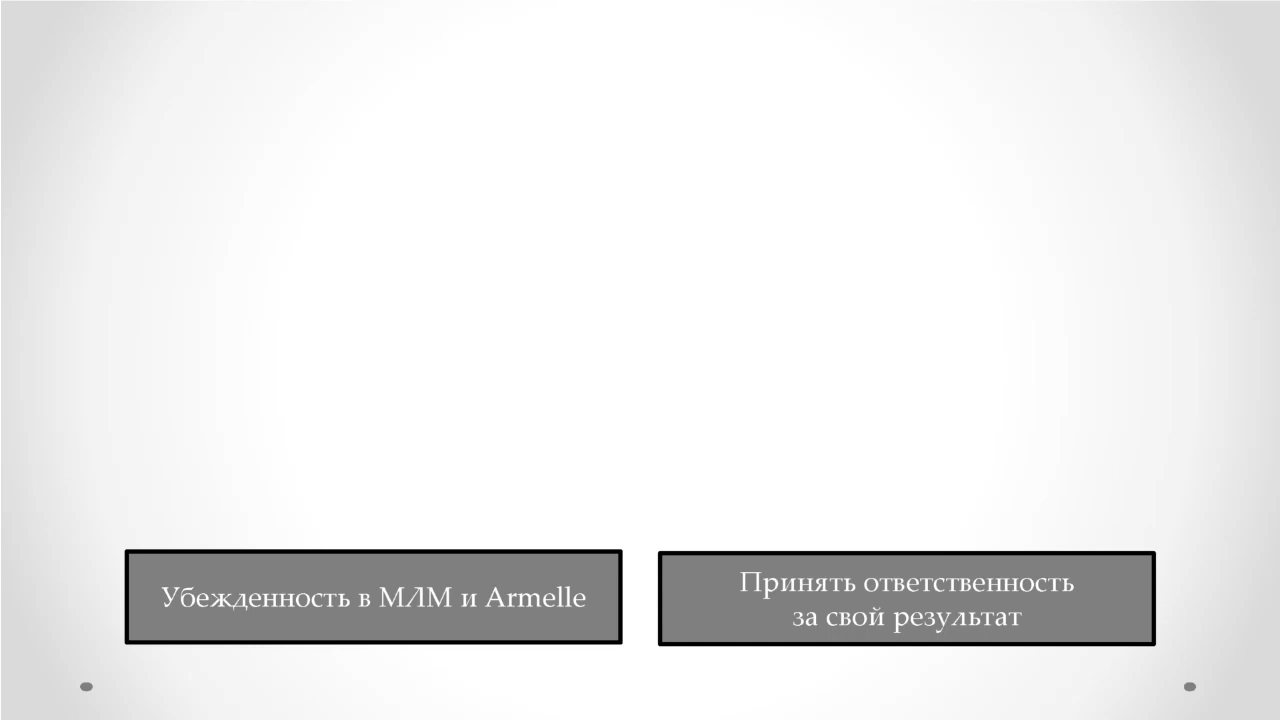 Убежденность в МЛМ и Armelle
Принять ответственность
за свой результат